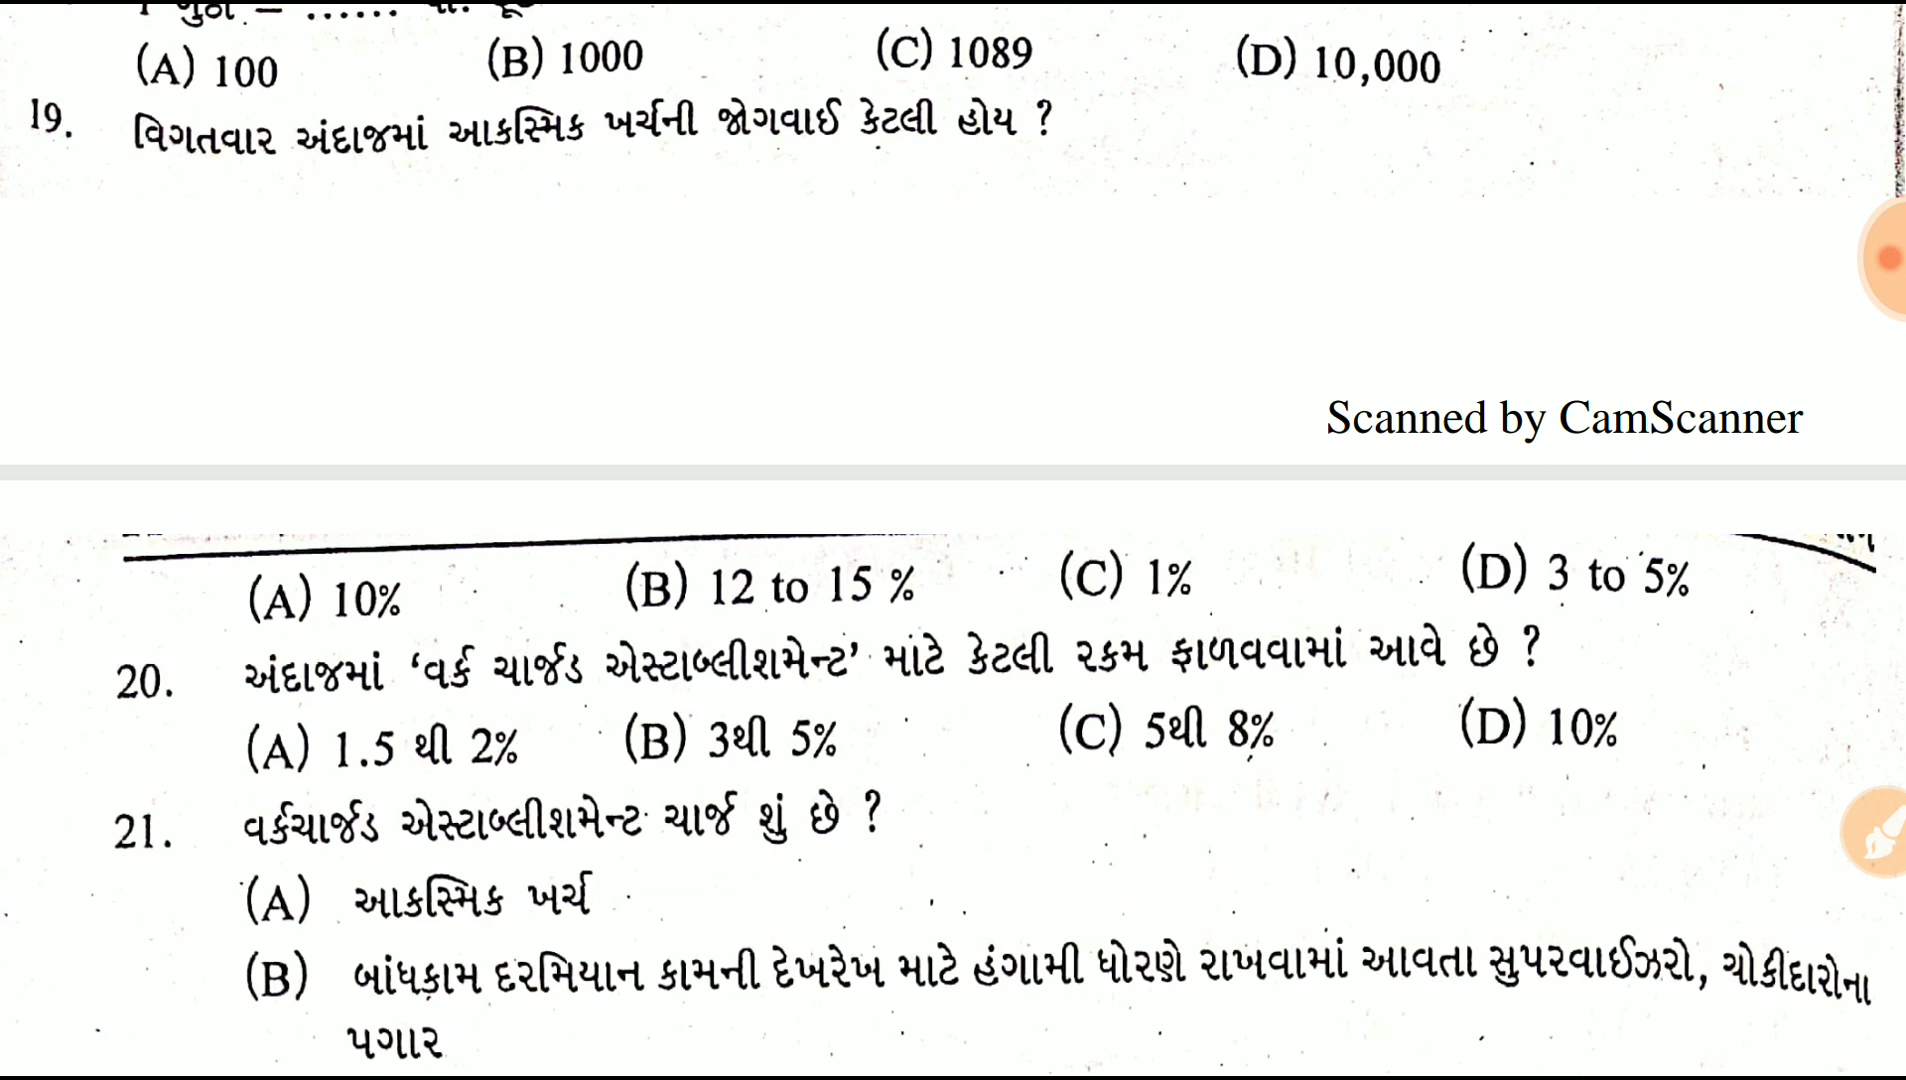 (A) 100 (B) 1000 (C) 1089 (D) 10,000
19. વિગતવાર અંદાજમાં આકસ્મિક ખર્ચની જોગવાઈ કેટલી હોય ?
Scanned by CamScanner
(A) 10% (B) 12 to 15 % (C) 1% (D) 3 to 5%
20. અંદાજમાં ‘વર્ક ચાર્જડ એસ્ટાબ્લીશમેન્ટ’ માટે કેટલી રકમ ફાળવવામાં આવે છે ?
(A) 1.5 થી 2% (B) 3થી 5% (C) 5થી 8% (D) 10%
21. વર્કચાર્જડ એસ્ટાબ્લીશમેન્ટ ચાર્જ શું છે ?
(A) આકસ્મિક ખર્ચ
(B) બાંધકામ દરમિયાન કામની દેખરેખ માટે હંગામી ધોરણે રાખવામાં આવતા સુપરવાઈઝરો, ચોકીદારોના
પગાર